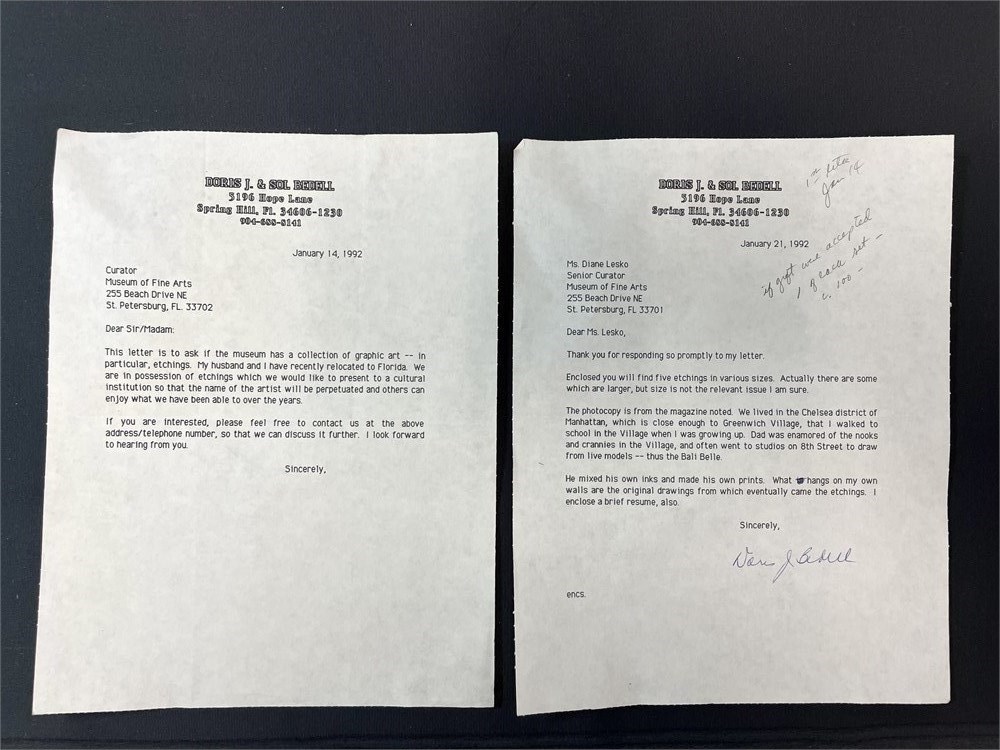 DORIS J. & SOL BEDELL
5196 Hope Lane
Spring Hill, Fl. 34606-1230
904-688-8141
January 14, 1992
Curator
Museum of Fine Arts
255 Beach Drive NE
St. Petersburg, FL. 33702
Dear Sir/Madam:
This letter is to ask if the museum has a collection of graphic art -- in
particular, etchings. My husband and I have recently relocated to Florida. We
are in possession of etchings which we would like to present to a cultural
institution so that the name of the artist will be perpetuated and others can
enjoy what we have been able to over the years.
If you are interested, please feel free to contact us at the above
address/telephone number, so that we can discuss it further. I look forward
to hearing from you.
Sincerely,
DORIS J. & SOL BEDELL
5196 Hope Lane
Spring Hill, Fl. 34606-1230
904-688-8141
1st letter
Jan 14
January 21, 1992
if gift were accepted
1 of each set -
c. 100 -
Ms. Diane Lesko
Senior Curator
Museum of Fine Arts
255 Beach Drive NE
St. Petersburg, FL 33701
Dear Ms. Lesko,
Thank you for responding so promptly to my letter.
Enclosed you will find five etchings in various sizes. Actually there are some
which are larger, but size is not the relevant issue I am sure.
The photocopy is from the magazine noted. We lived in the Chelsea district of
Manhattan, which is close enough to Greenwich Village, that I walked to
school in the Village when I was growing up. Dad was enamored of the nooks
and crannies in the Village, and often went to studios on 8th Street to draw
from live models -- thus the Bali Belle.
He mixed his own inks and made his own prints. What hangs on my own
walls are the original drawings from which eventually came the etchings. I
enclose a brief resume, also.
Sincerely,
Doris J Bedell
encs.